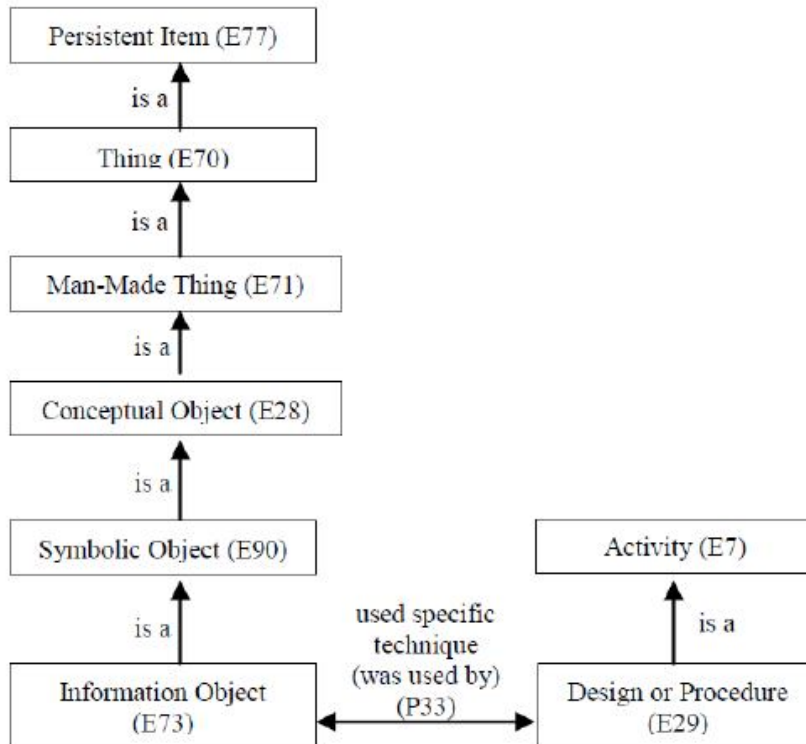 Persistent Item (E77)
is a
Thing (E70)
is a
Man-Made Thing (E71)
is a
Conceptual Object (E28)
is a
Symbolic Object (E90)
Activity (E7)
is a
used specific
technique
(was used by)
(P33)
is a
Information Object
(E73)
Design or Procedure
(E29)